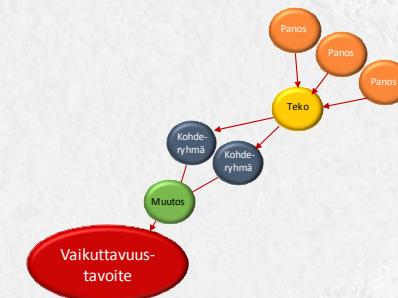 Panos
Panos
Panos
Teko
Kohde-
ryhmä
Kohde-
ryhmä
Muutos
Vaikuttavuus-
tavoite